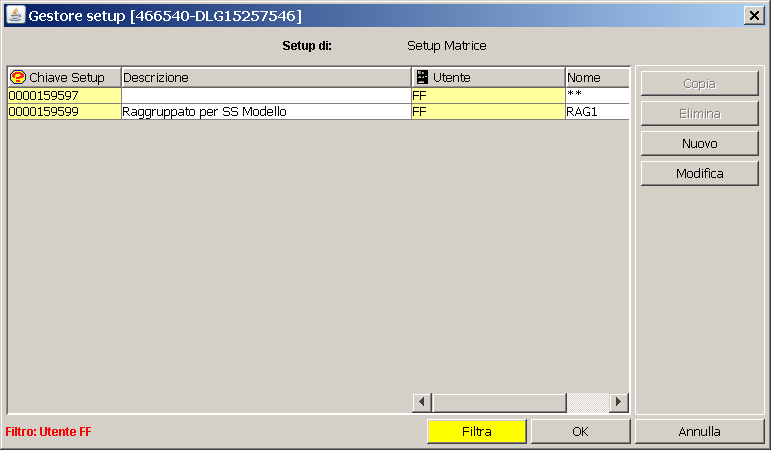 Gestore setup [466540-DLG15257546]
Setup di: Setup Matrice
Chiave Setup Descrizione Utente Nome
0000159597 FF **
0000159599 Raggruppato per SS Modello FF RAG1
Copia
Elimina
Nuovo
Modifica
Filtro: Utente FF Filtra OK Annulla